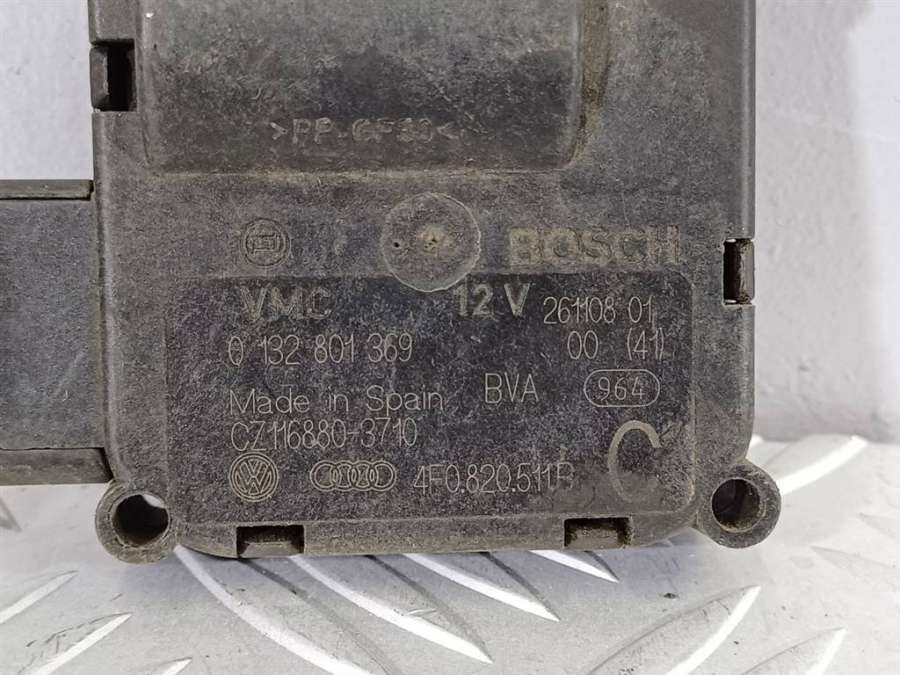 >PP-GF30<
BOSCH
VMC 12 V 261108 01
0 132 801 369 00 (41)
Made in Spain BVA 964
CZ116880-3710
4F0.820.511B C